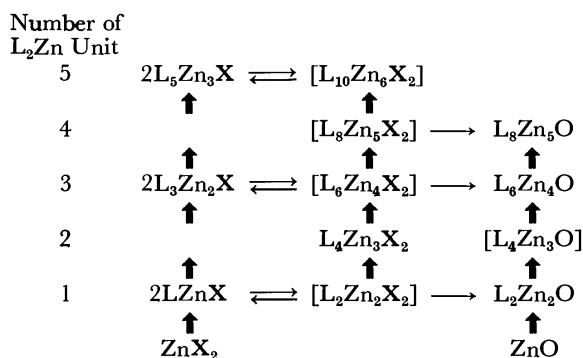 Number of
L₂Zn Unit
5 2L₅Zn₃X ⇌ [L₁₀Zn₆X₂]
4 [L₈Zn₅X₂] → L₈Zn₅O
3 2L₃Zn₂X ⇌ [L₆Zn₄X₂] → L₆Zn₄O
2 L₄Zn₃X₂ [L₄Zn₃O]
1 2LZnX ⇌ [L₂Zn₂X₂] → L₂Zn₂O
ZnX₂ ZnO